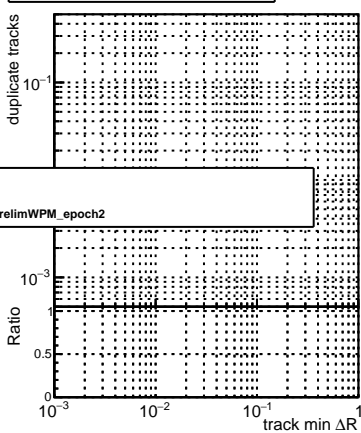 duplicate tracks
10⁻¹
relimWPM_epoch2
10⁻³
Ratio
1
0.5
0
10⁻³ 10⁻² 10⁻¹ 1
track min ΔR